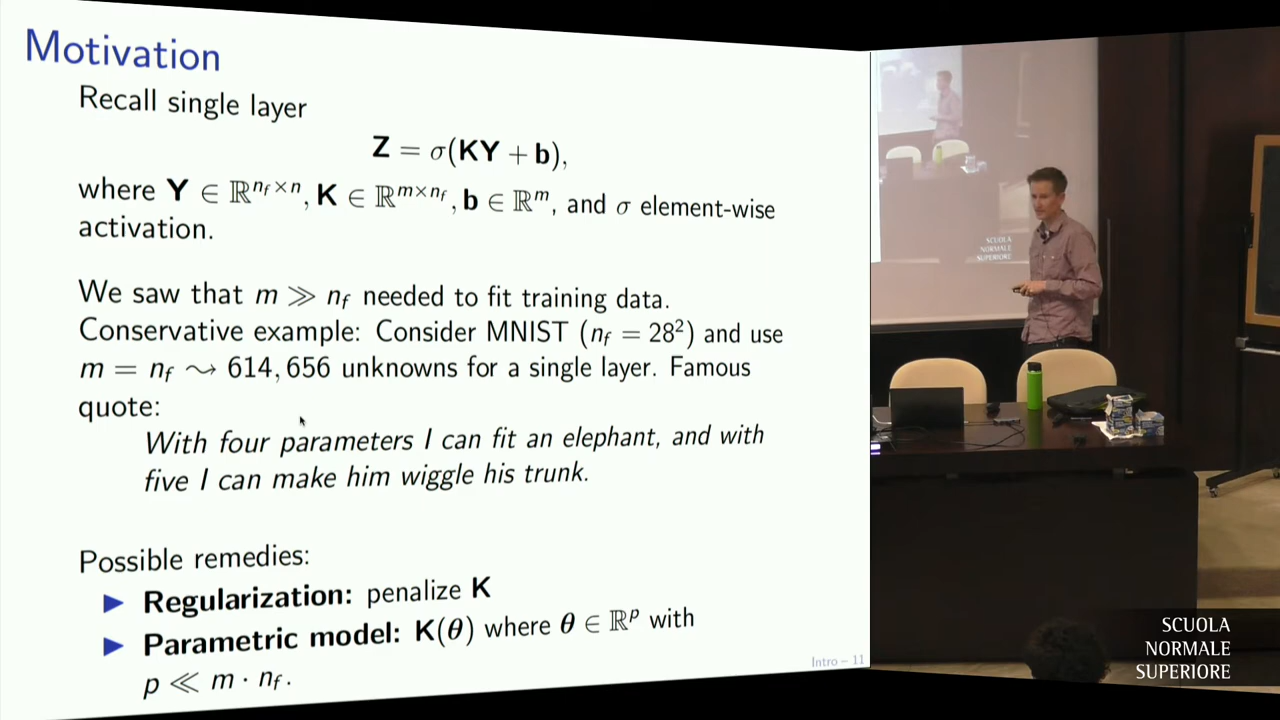 Motivation
Recall single layer
Z = σ(KY + b),
where Y ∈ ℝ^{n_f×n}, K ∈ ℝ^{m×n_f}, b ∈ ℝ^m, and σ element-wise
activation.
We saw that m ≫ n_f needed to fit training data.
Conservative example: Consider MNIST (n_f = 28²) and use
m = n_f ⇝ 614,656 unknowns for a single layer. Famous
quote:
With four parameters I can fit an elephant, and with
five I can make him wiggle his trunk.
Possible remedies:
▶ Regularization: penalize K
▶ Parametric model: K(θ) where θ ∈ ℝ^p with
p ≪ m · n_f.
Intro – 11
SCUOLA
NORMALE
SUPERIORE
SCUOLA
NORMALE
SUPERIORE